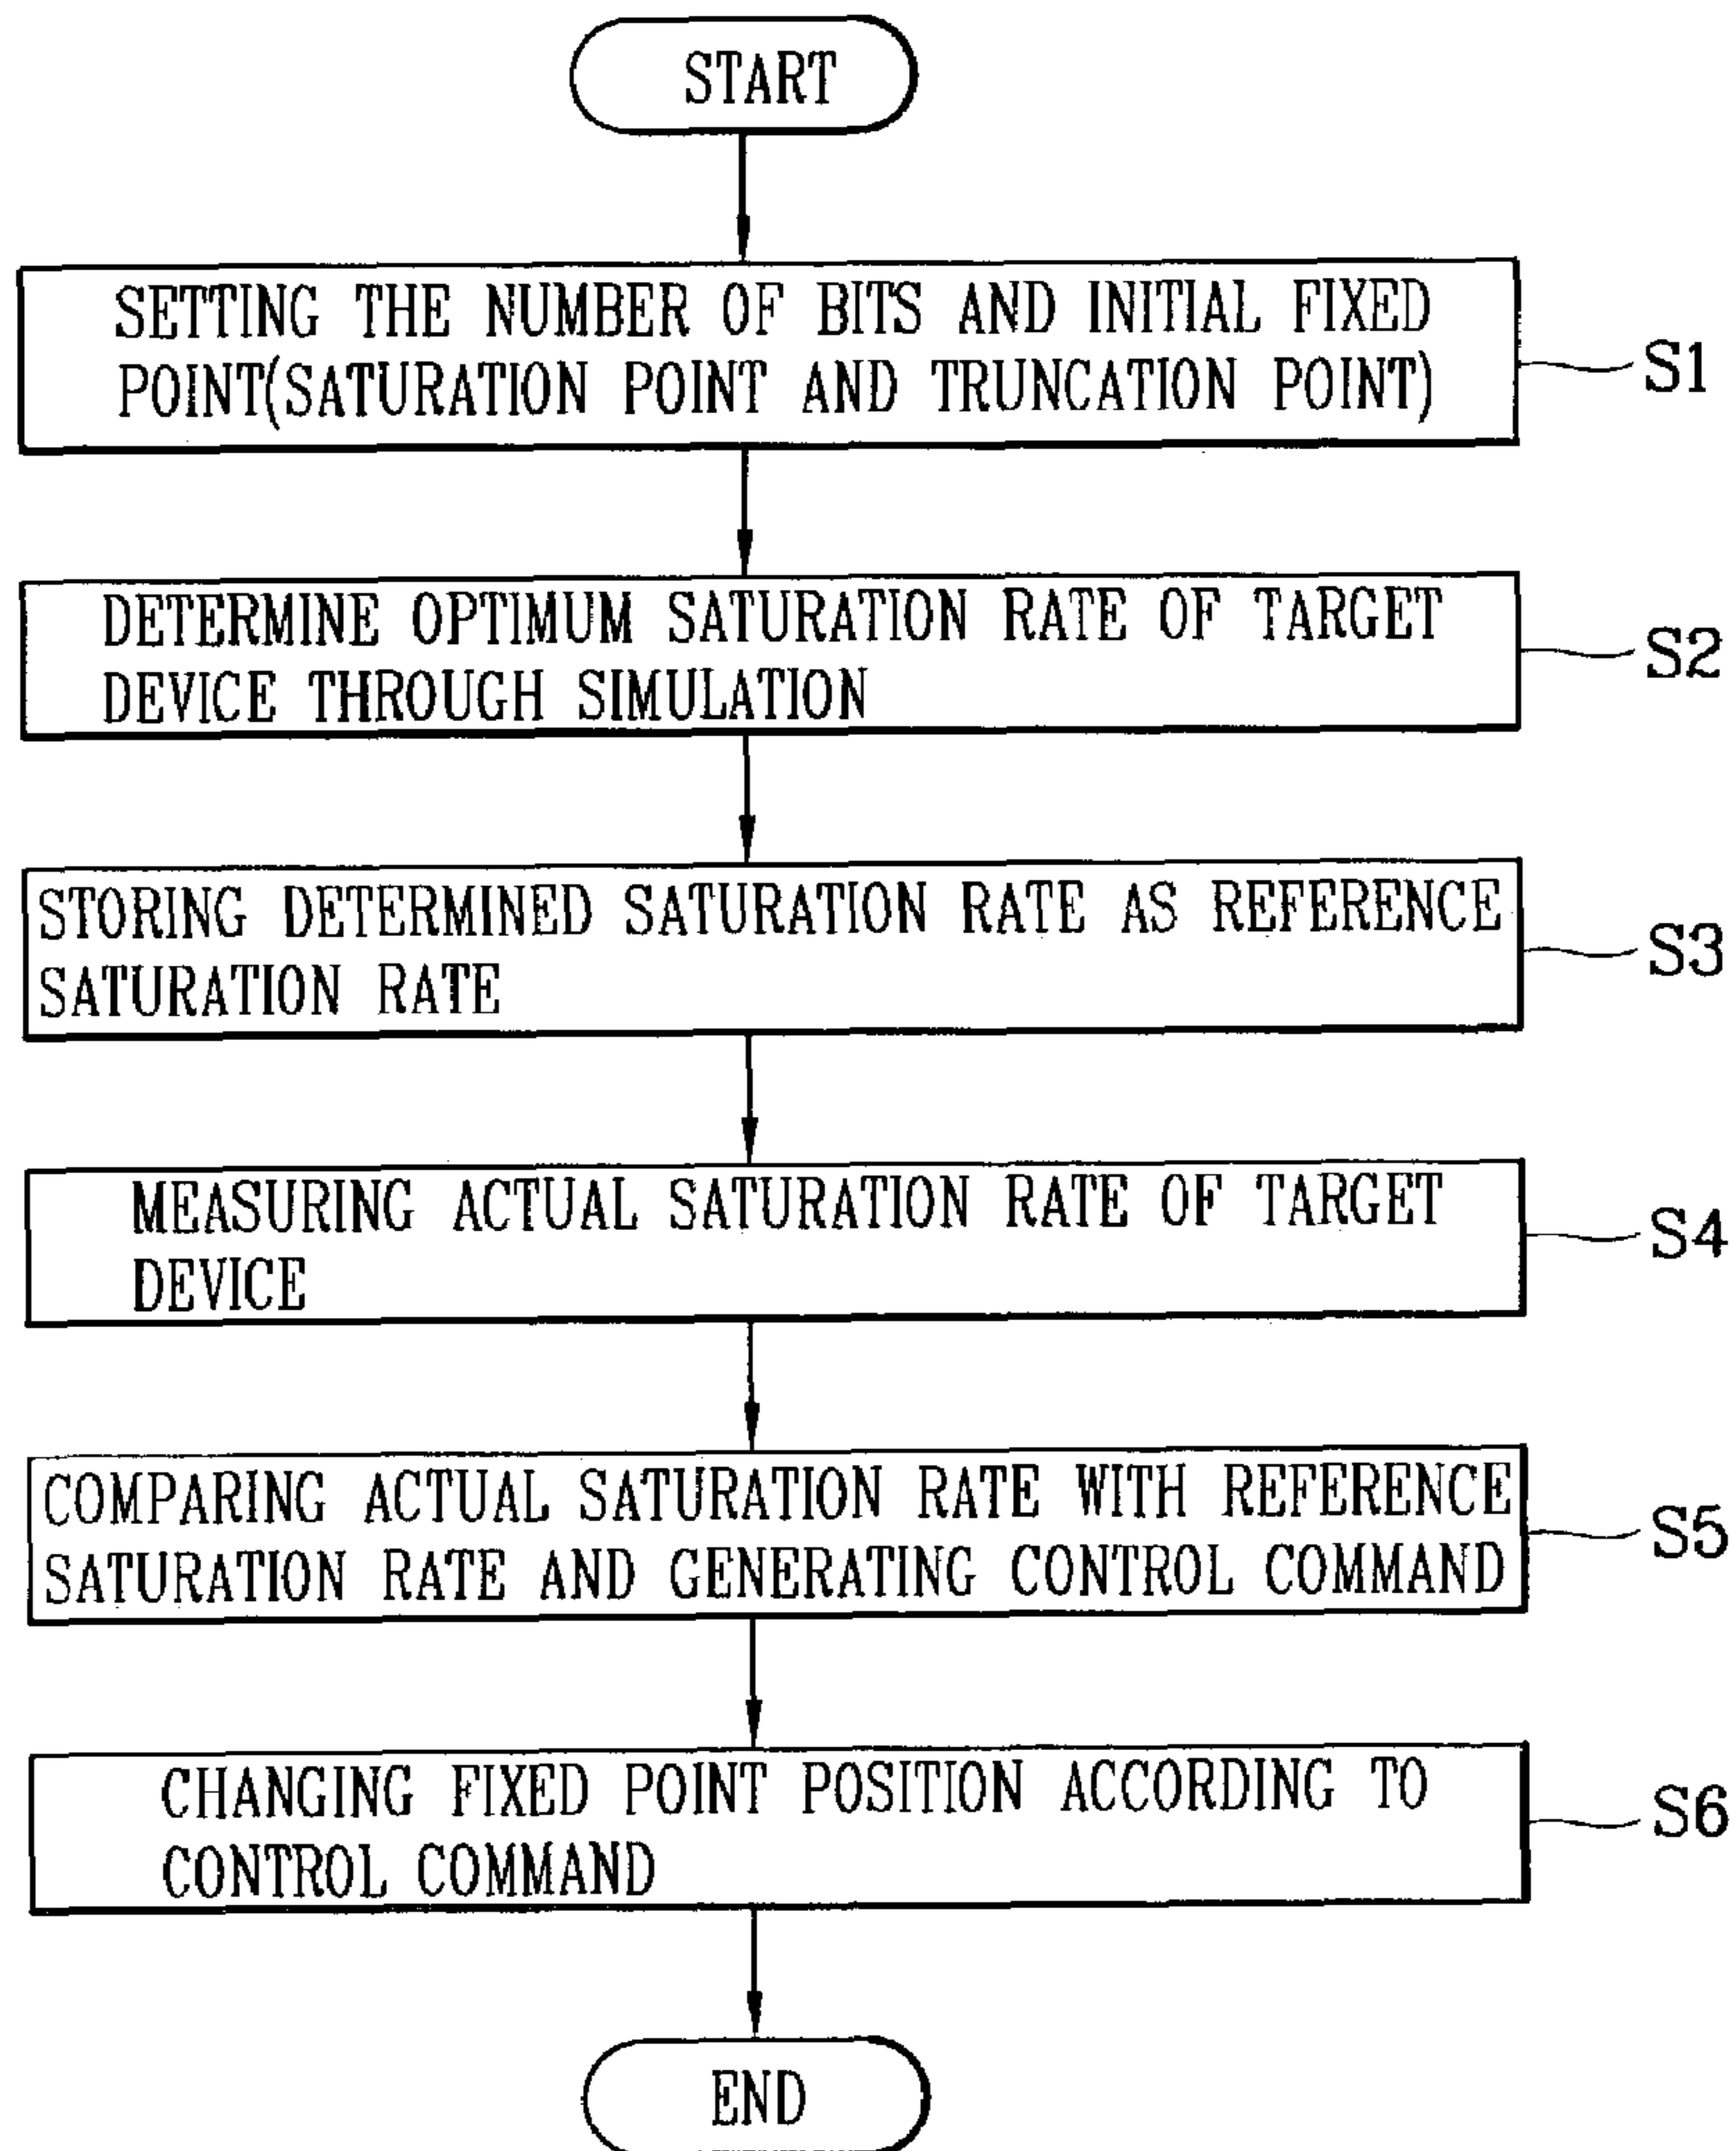 START
SETTING THE NUMBER OF BITS AND INITIAL FIXED
POINT(SATURATION POINT AND TRUNCATION POINT)
S1
DETERMINE OPTIMUM SATURATION RATE OF TARGET
DEVICE THROUGH SIMULATION
S2
STORING DETERMINED SATURATION RATE AS REFERENCE
SATURATION RATE
S3
MEASURING ACTUAL SATURATION RATE OF TARGET
DEVICE
S4
COMPARING ACTUAL SATURATION RATE WITH REFERENCE
SATURATION RATE AND GENERATING CONTROL COMMAND
S5
CHANGING FIXED POINT POSITION ACCORDING TO
CONTROL COMMAND
S6
END